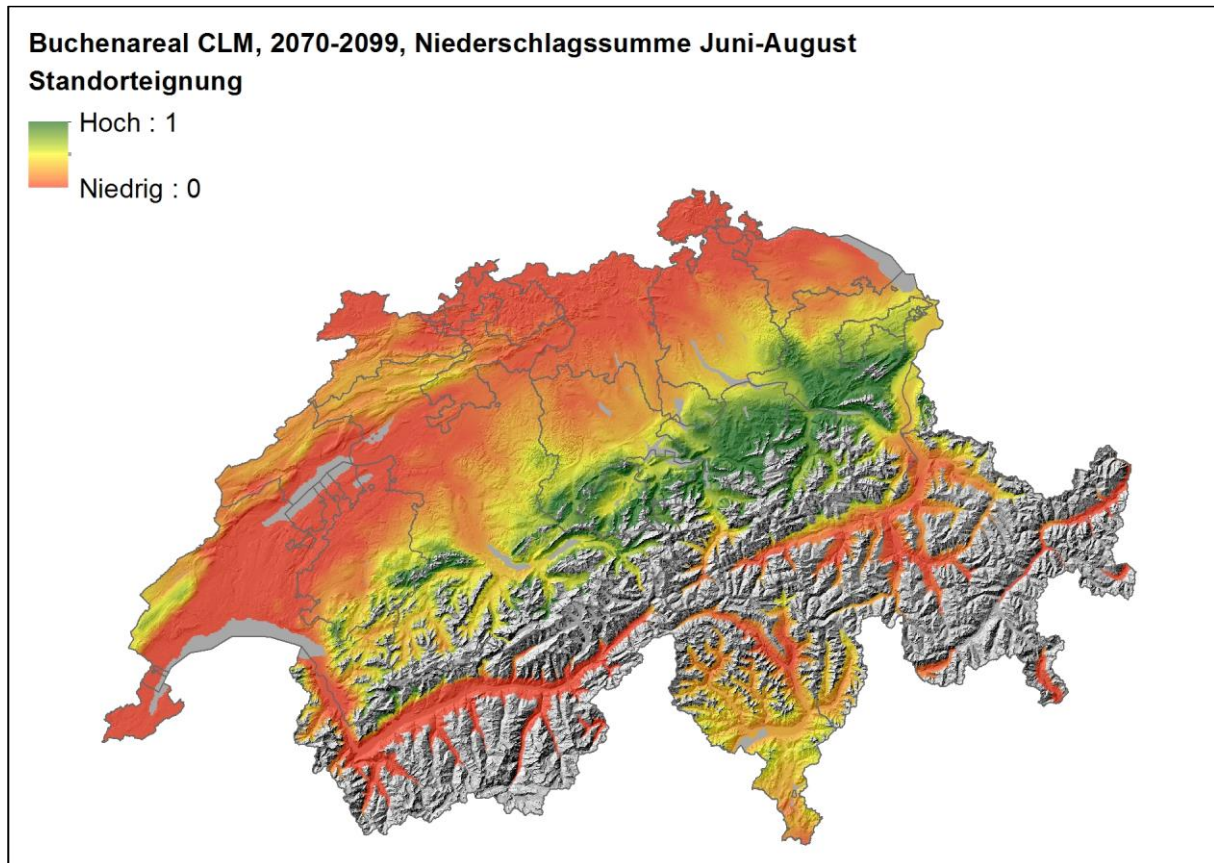 Buchenareal CLM, 2070-2099, Niederschlagssumme Juni-August
Standorteignung
Hoch : 1
Niedrig : 0